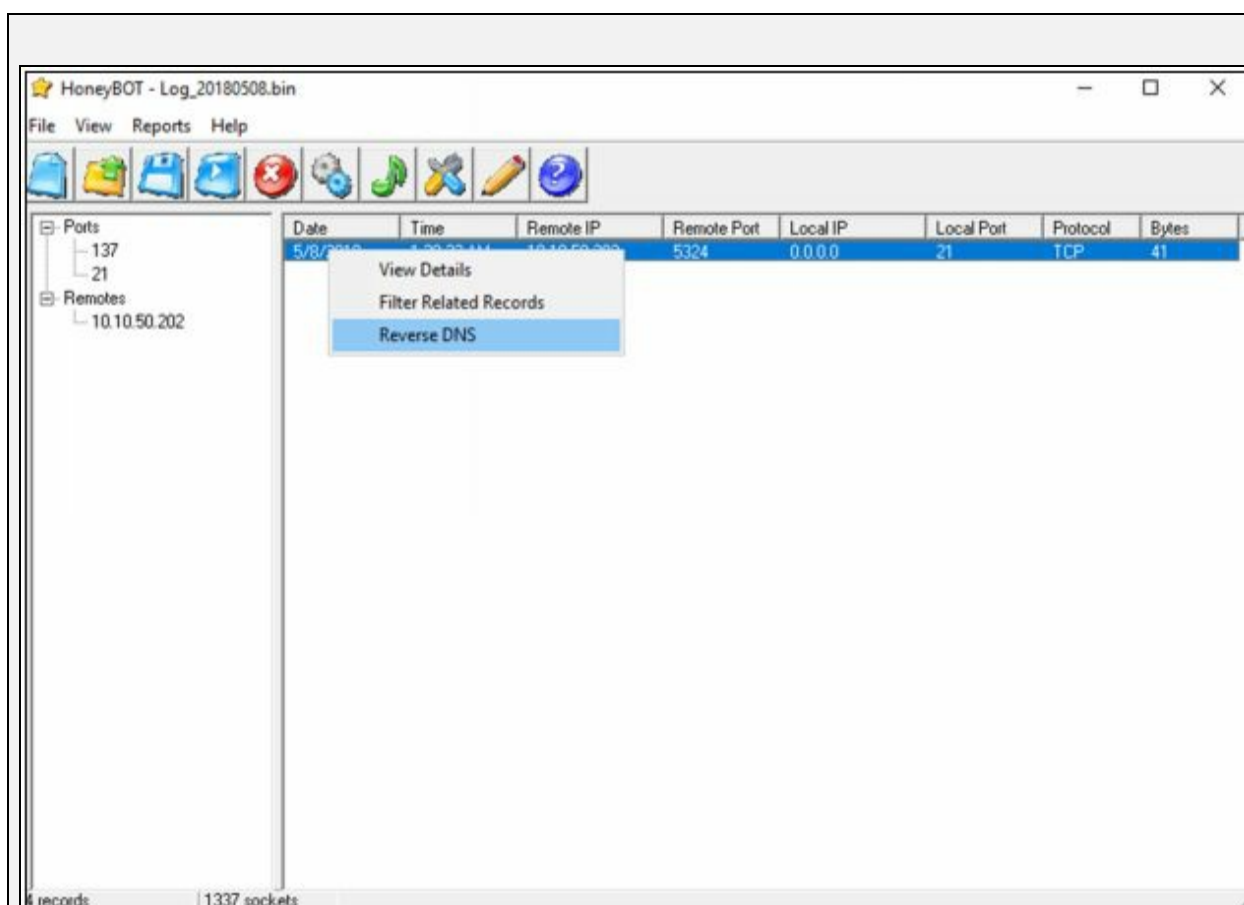 HoneyBOT - Log_20180508.bin
File View Reports Help
Ports
137
21
Remotes
10.10.50.202
Date Time Remote IP Remote Port Local IP Local Port Protocol Bytes
5324 0.0.0.0 21 TCP 41
View Details
Filter Related Records
Reverse DNS
records 1337 sockets